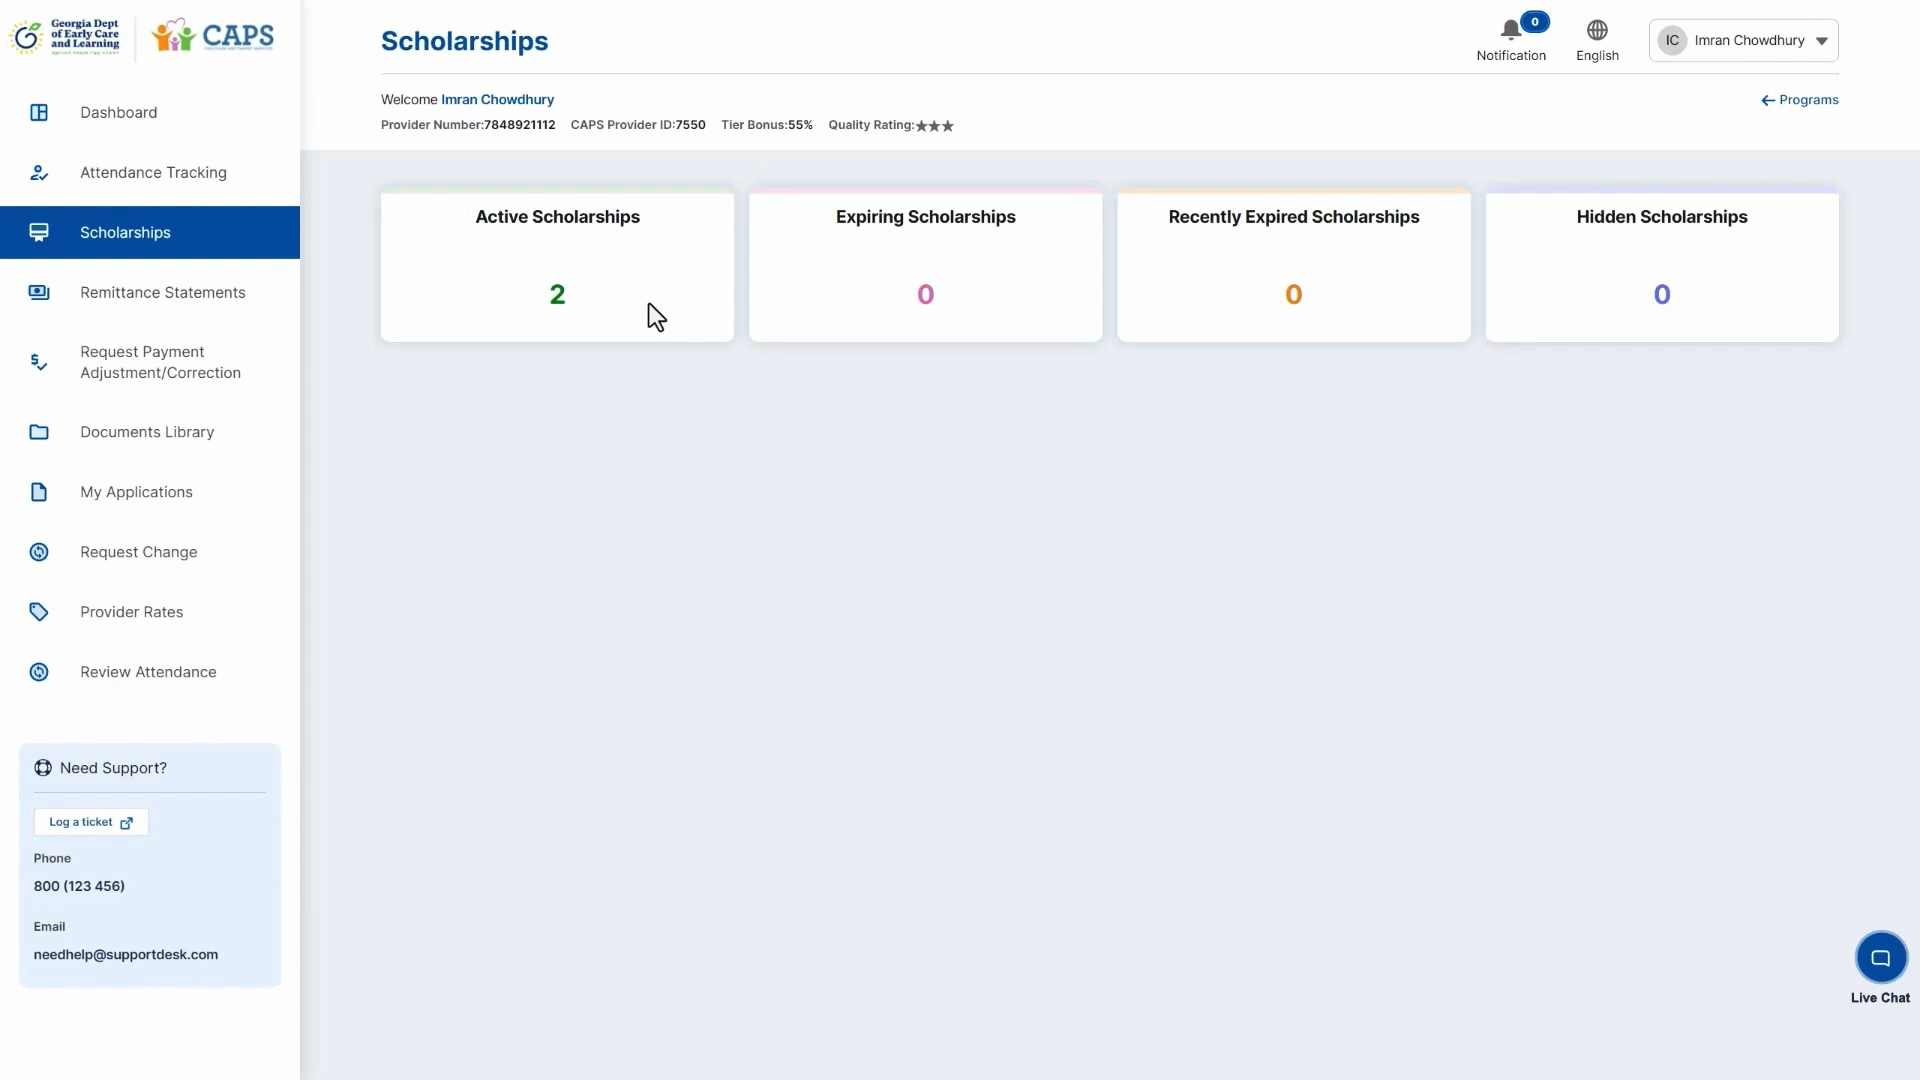 Georgia Dept
of Early Care
and Learning
CAPS
Scholarships
0
Notification
English
IC
Imran Chowdhury
Dashboard
Attendance Tracking
Scholarships
Remittance Statements
Request Payment
Adjustment/Correction
Documents Library
My Applications
Request Change
Provider Rates
Review Attendance
Need Support?
Log a ticket
Phone
800 (123 456)
Email
needhelp@supportdesk.com
Welcome Imran Chowdhury
Programs
Provider Number:7848921112 CAPS Provider ID:7550 Tier Bonus:55% Quality Rating:★★★
Active Scholarships
2
Expiring Scholarships
0
Recently Expired Scholarships
0
Hidden Scholarships
0
Live Chat